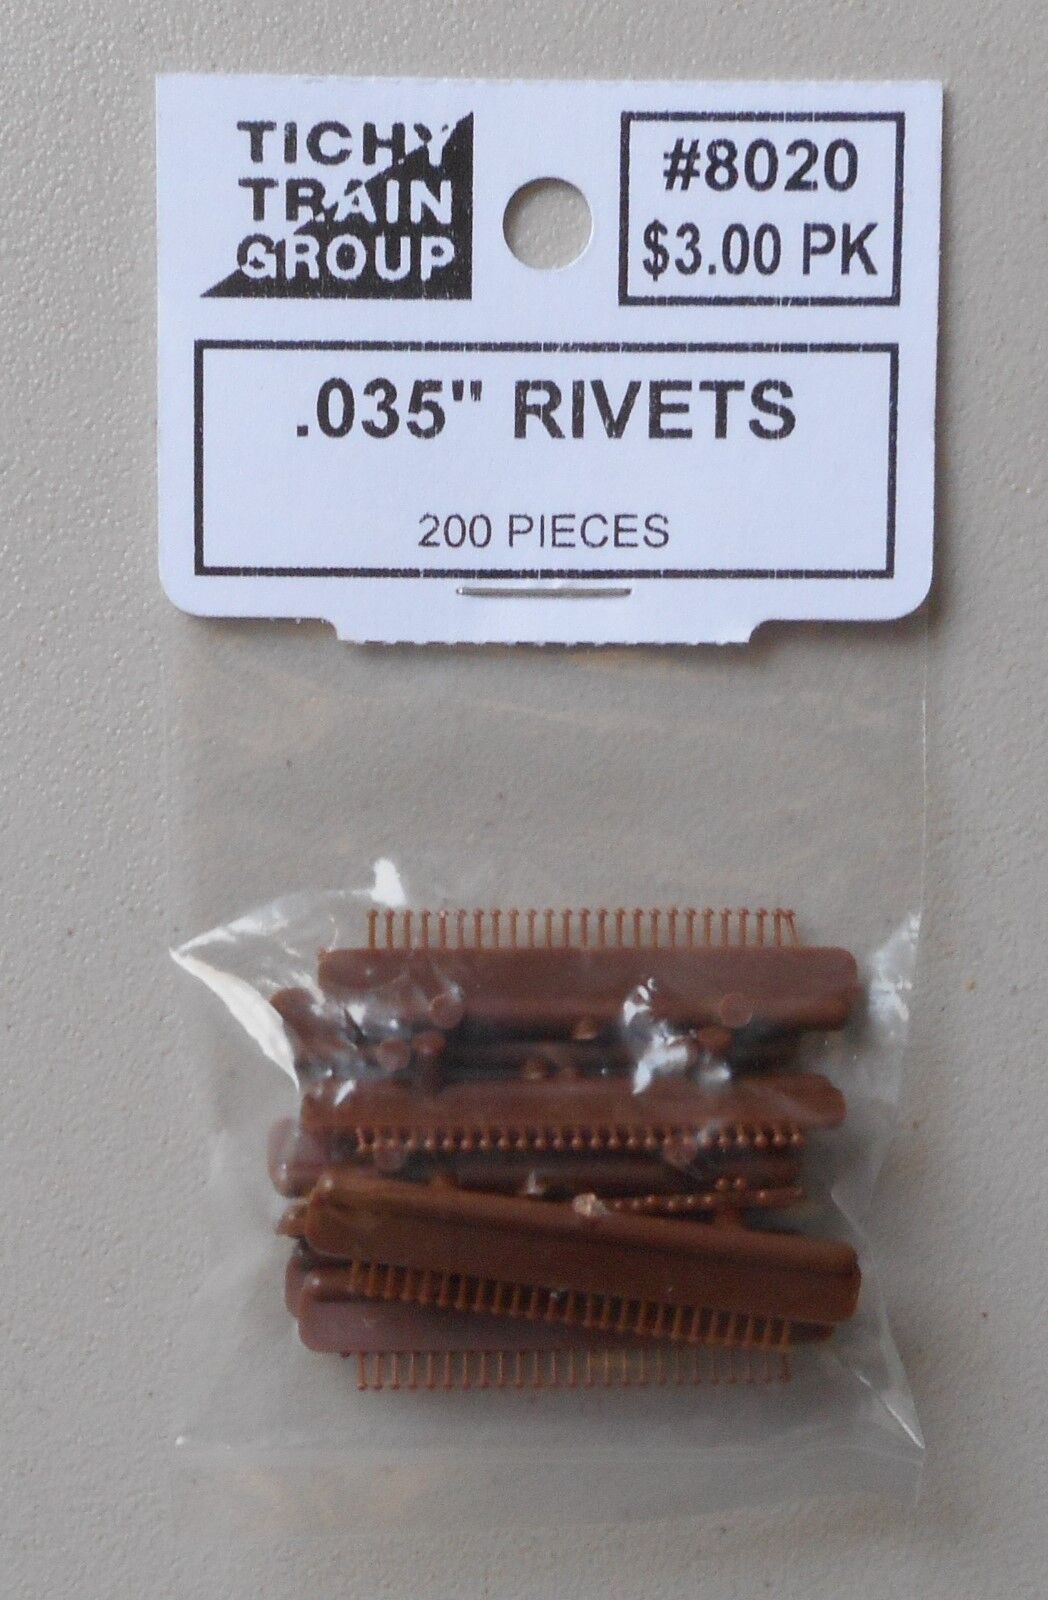 TICHY
TRAIN
GROUP
#8020
$3.00 PK
.035" RIVETS
200 PIECES